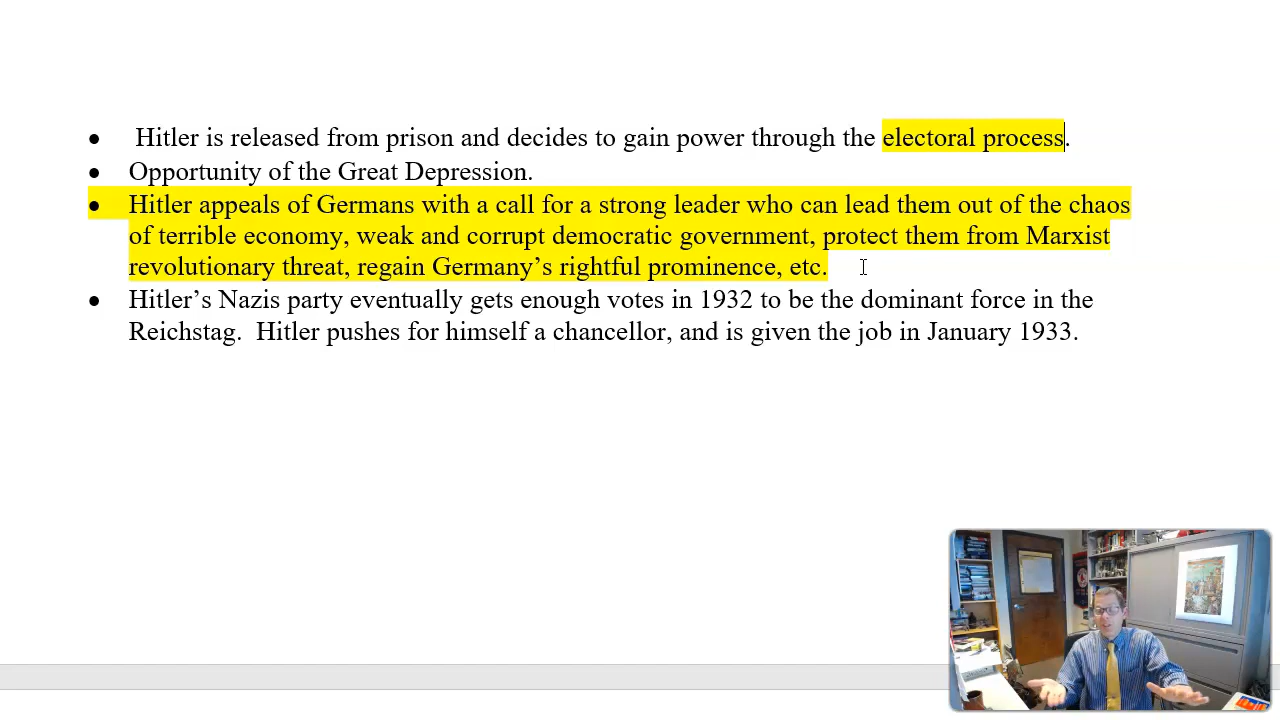 ● Hitler is released from prison and decides to gain power through the electoral process.
● Opportunity of the Great Depression.
● Hitler appeals of Germans with a call for a strong leader who can lead them out of the chaos
of terrible economy, weak and corrupt democratic government, protect them from Marxist
revolutionary threat, regain Germany’s rightful prominence, etc.
● Hitler’s Nazis party eventually gets enough votes in 1932 to be the dominant force in the
Reichstag.  Hitler pushes for himself a chancellor, and is given the job in January 1933.